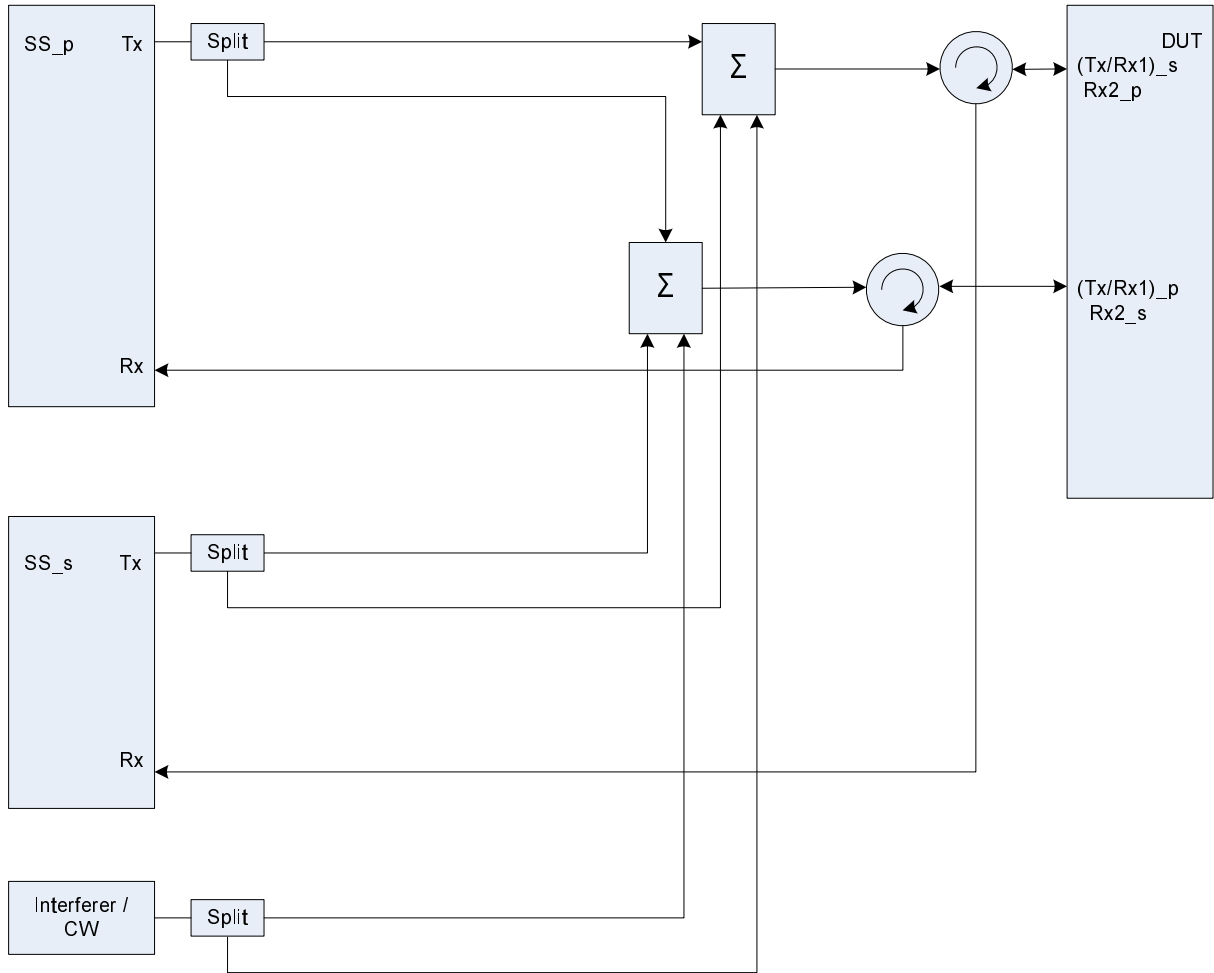 SS_p
Tx
Split
Σ
DUT
(Tx/Rx1)_s
Rx2_p
Σ
(Tx/Rx1)_p
Rx2_s
Rx
SS_s
Tx
Split
Rx
Interferer /
CW
Split